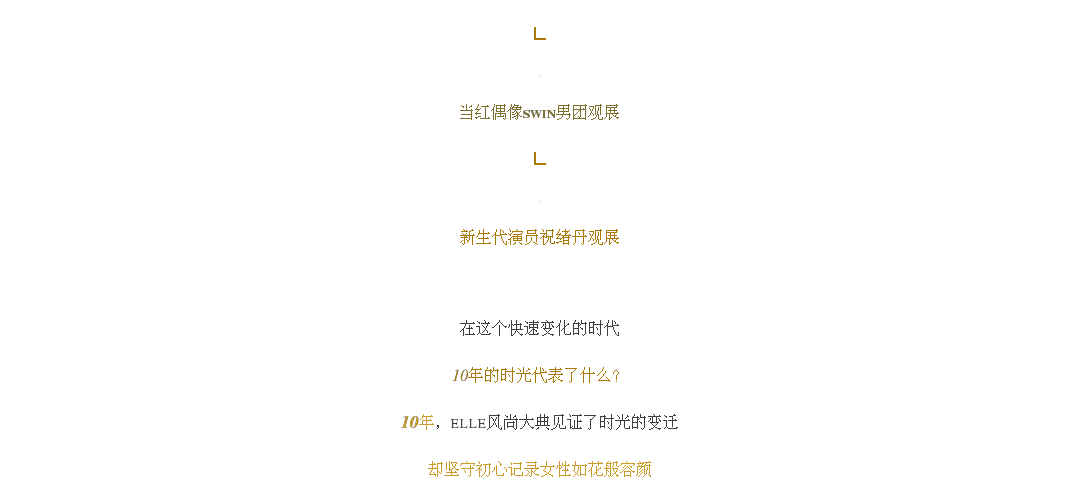 当红偶像SWIN男团观展
新生代演员祝绪丹观展
在这个快速变化的时代
10年的时光代表了什么?
10年，ELLE风尚大典见证了时光的变迁
却坚守初心记录女性如花般容颜